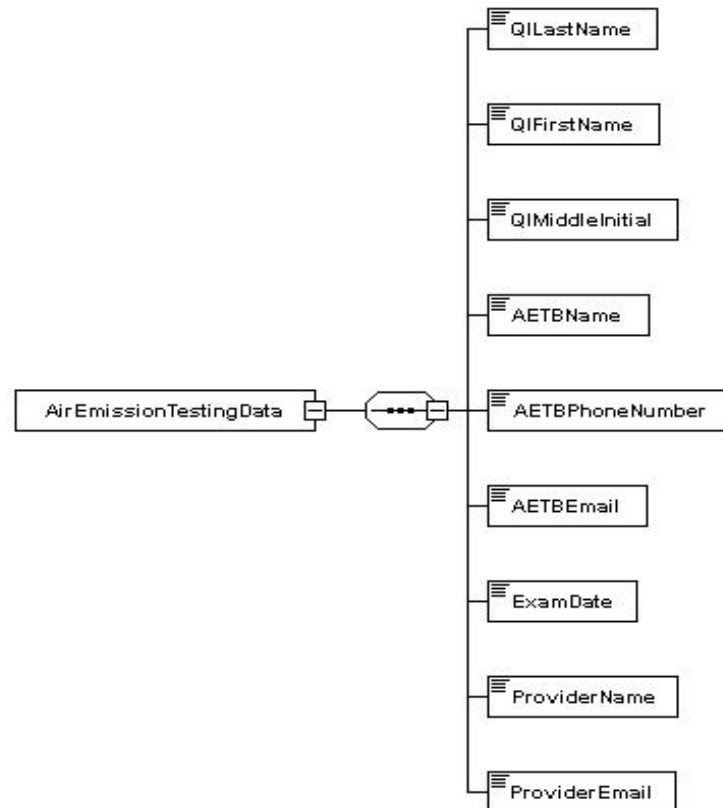 QILastName
QIFirstName
QIMiddleInitial
AETBName
AirEmissionTestingData
AETBPhoneNumber
AETBEmail
ExamDate
ProviderName
ProviderEmail